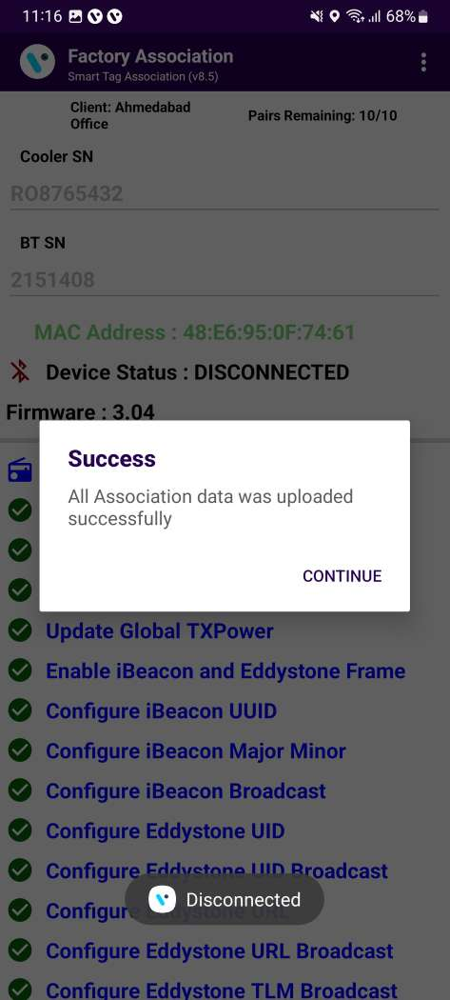 11:16
68%
Factory Association
Smart Tag Association (v8.5)
Client: Ahmedabad
Office
Pairs Remaining: 10/10
Cooler SN
RO8765432
BT SN
2151408
MAC Address : 48:E6:95:0F:74:61
Device Status : DISCONNECTED
Firmware : 3.04
Success
All Association data was uploaded
successfully
CONTINUE
Update Global TXPower
Enable iBeacon and Eddystone Frame
Configure iBeacon UUID
Configure iBeacon Major Minor
Configure iBeacon Broadcast
Configure Eddystone UID
Configure Eddystone UID Broadcast
Configure Eddystone URL
Disconnected
Configure Eddystone URL Broadcast
Configure Eddystone TLM Broadcast